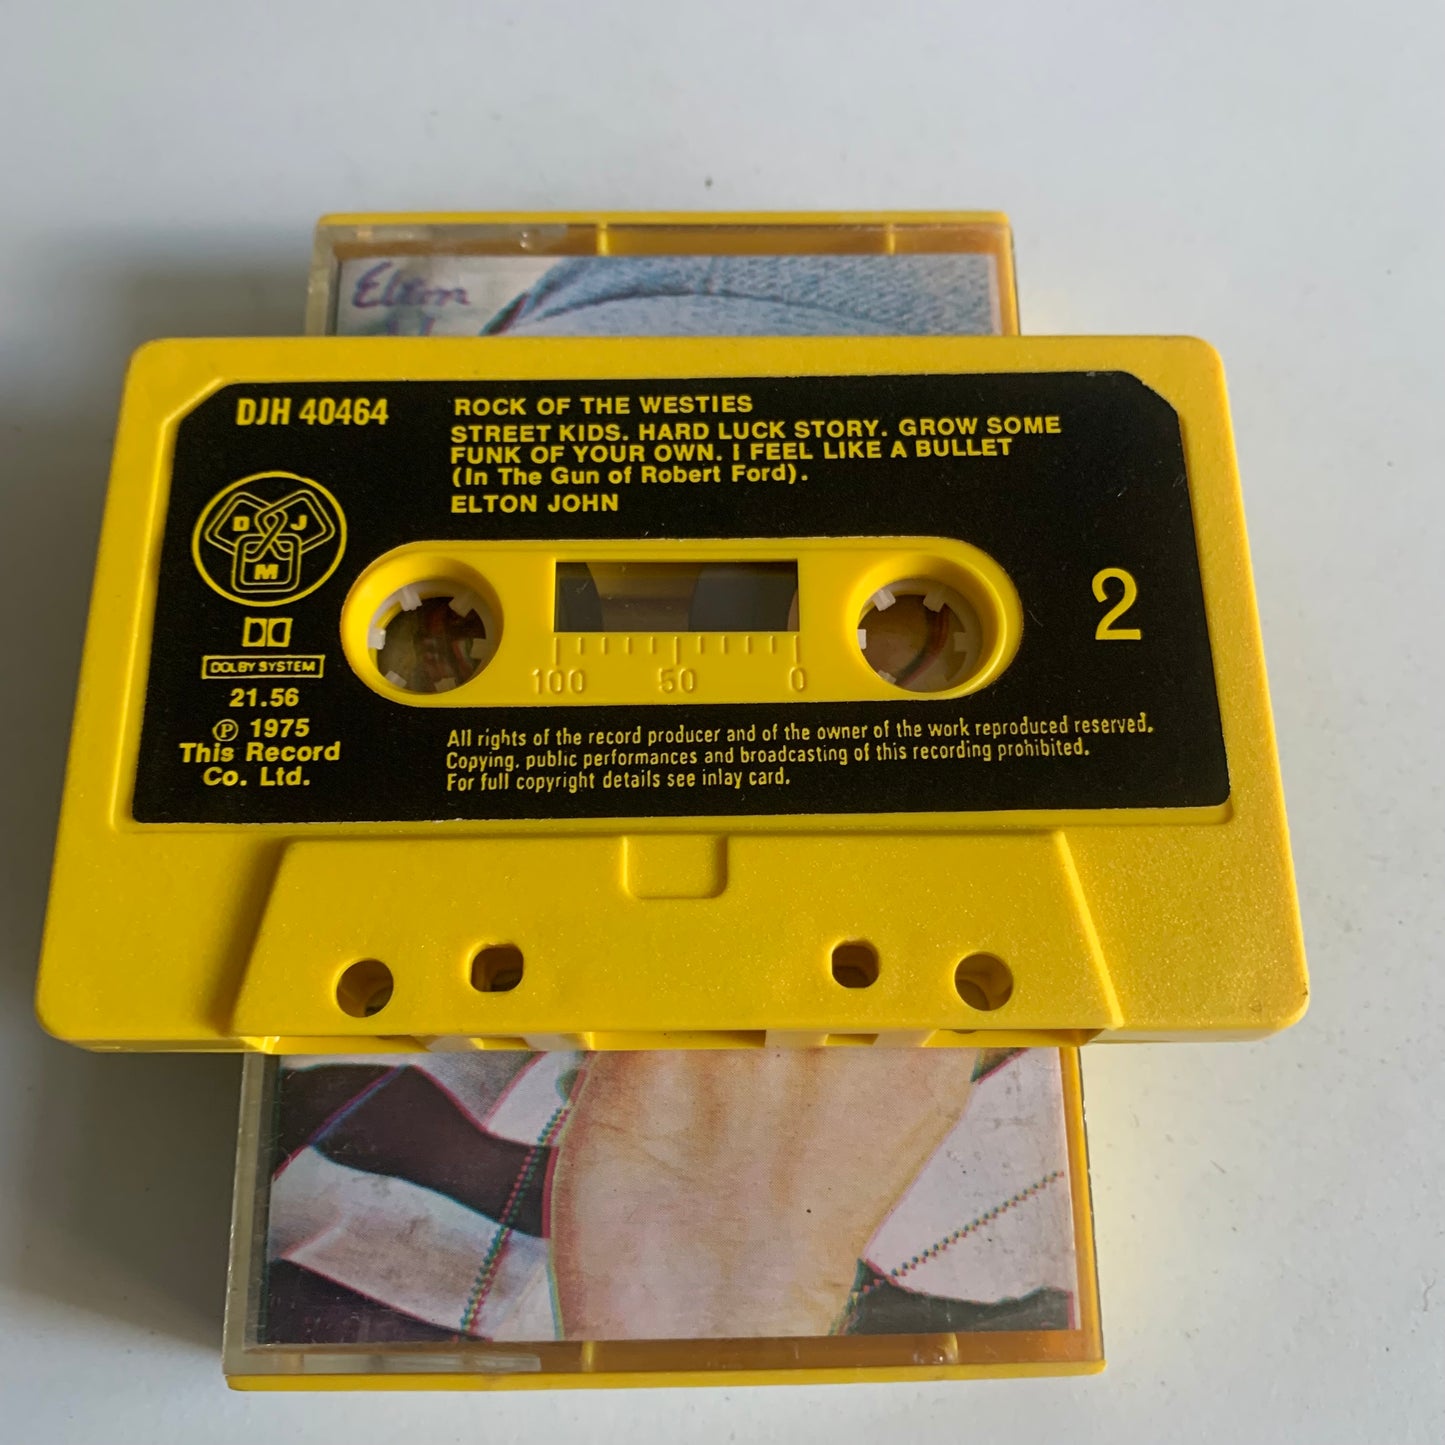 Elton
DJH 40464
ROCK OF THE WESTIES
STREET KIDS. HARD LUCK STORY. GROW SOME
FUNK OF YOUR OWN. I FEEL LIKE A BULLET
(In The Gun of Robert Ford).
ELTON JOHN
D J
M
DOLBY SYSTEM
21.56
℗ 1975
This Record
Co. Ltd.
2
100 50 0
All rights of the record producer and of the owner of the work reproduced reserved.
Copying, public performances and broadcasting of this recording prohibited.
For full copyright details see inlay card.